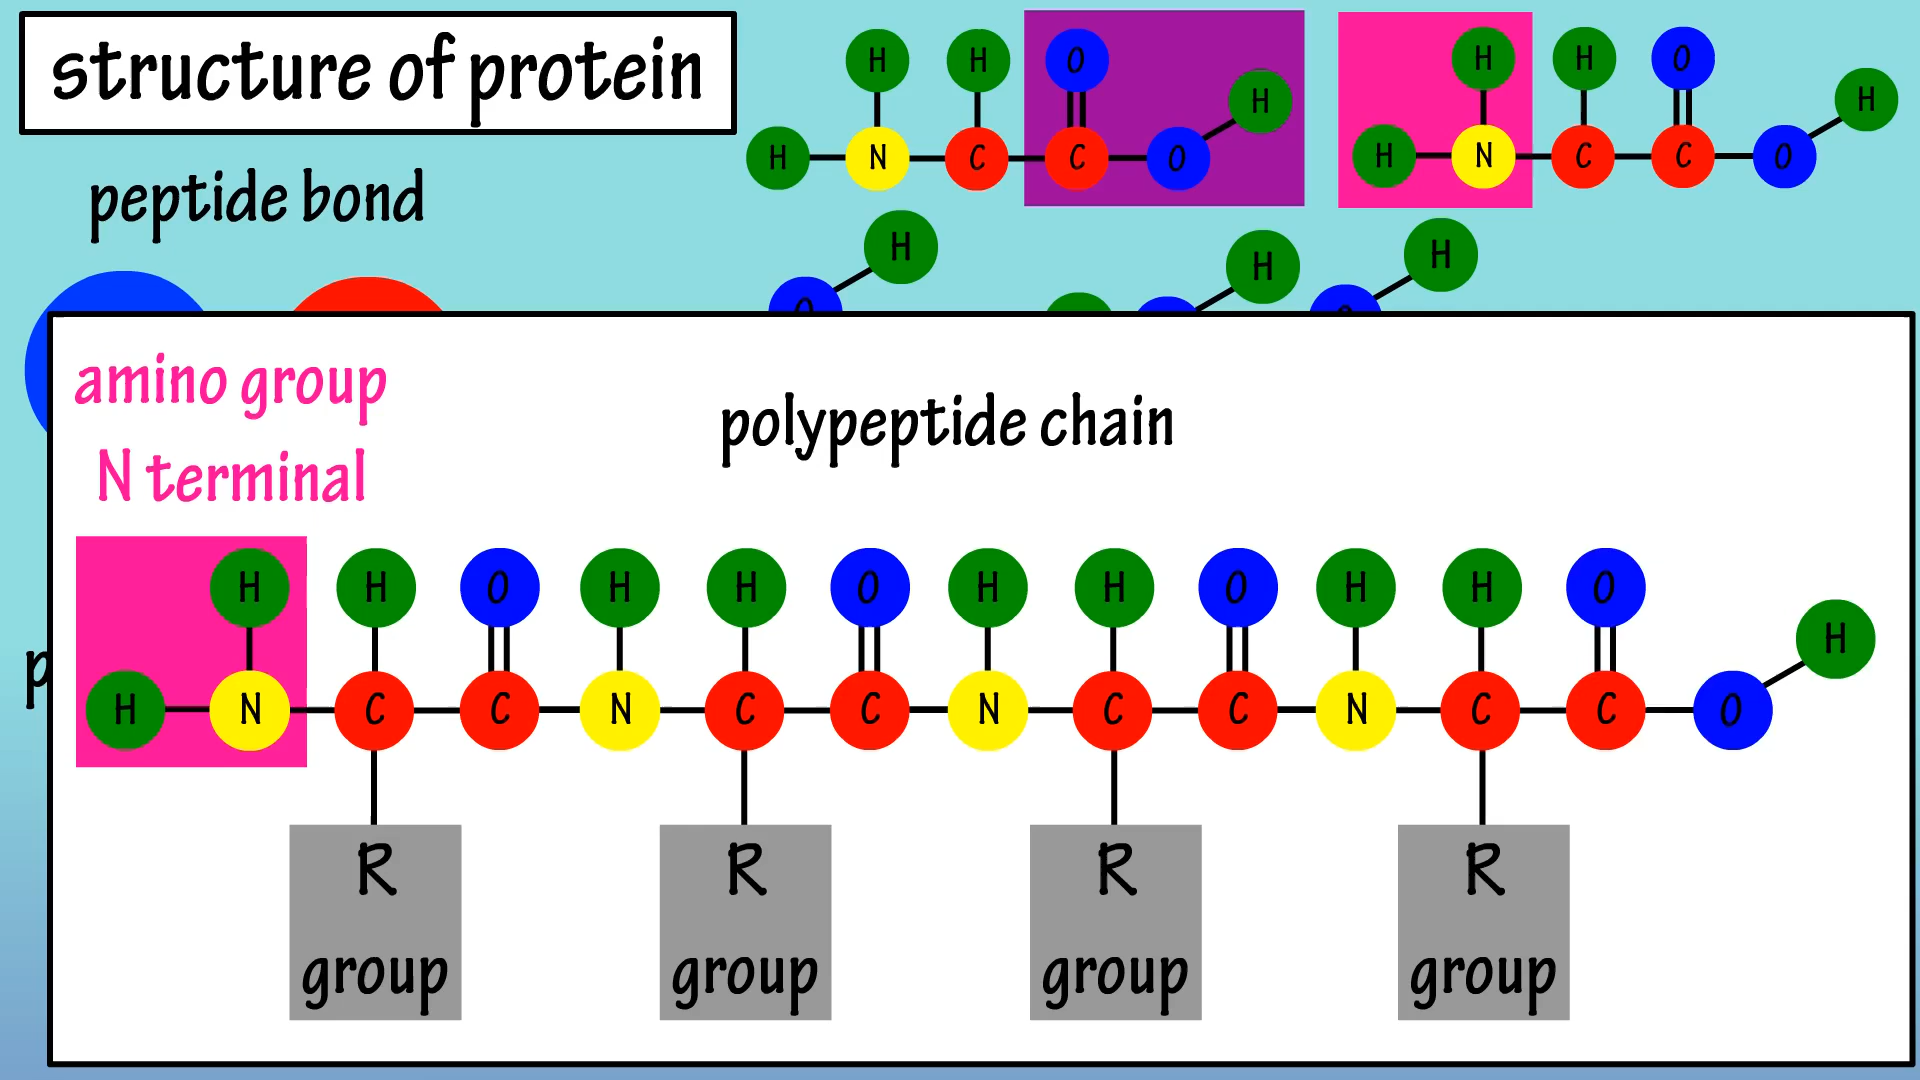 structure of protein
H H O H
H N C C O
H H O H
H N C C O
peptide bond
H H H
O
amino group
N terminal
polypeptide chain
H H O H H O H H O H H O H
H N C C N C C N C C N C C O
R R R R
group group group group